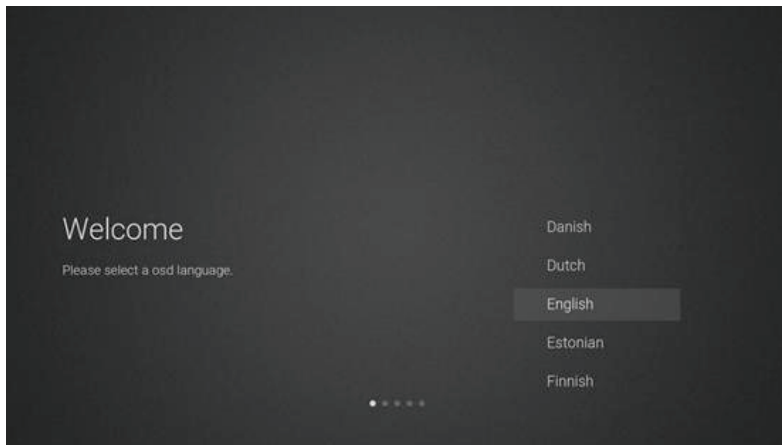 Welcome
Please select a osd language.
Danish
Dutch
English
Estonian
Finnish